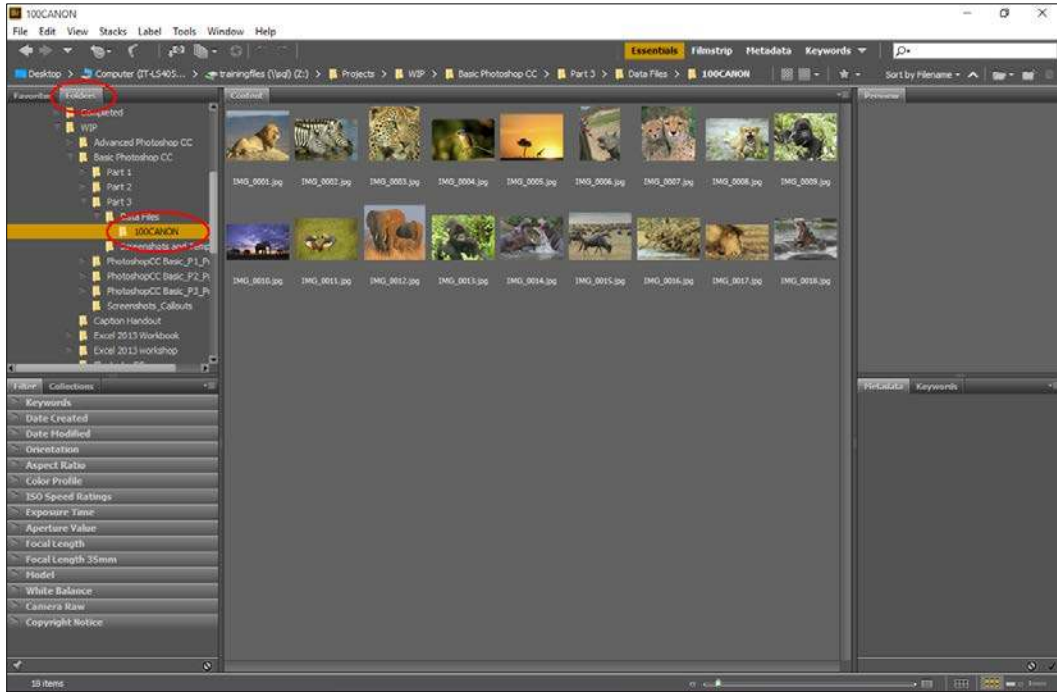 Br 100CANON
File Edit View Stacks Label Tools Window Help
Essentials Filmstrip Metadata Keywords
Desktop > Computer (IT-LS405... > trainingfiles (\\psd) (Z:) > Projects > WIP > Basic Photoshop CC > Part 3 > Data Files > 100CANON Sort by Filename
Favorites Folders
Completed
WIP
Advanced Photoshop CC
Basic Photoshop CC
Part 1
Part 2
Part 3
Data Files
100CANON
Screenshots and
PhotoshopCC Basic_P1_P
PhotoshopCC Basic_P2_P
PhotoshopCC Basic_P3_P
Screenshots_Callouts
Caption Handout
Excel 2013 Workbook
Excel 2013 workshop
Content
IMG_0001.jpg IMG_0002.jpg IMG_0003.jpg IMG_0004.jpg IMG_0005.jpg IMG_0006.jpg IMG_0007.jpg IMG_0008.jpg IMG_0009.jpg
IMG_0010.jpg IMG_0011.jpg IMG_0012.jpg IMG_0013.jpg IMG_0014.jpg IMG_0015.jpg IMG_0016.jpg IMG_0017.jpg IMG_0018.jpg
Preview
Filter Collections
Keywords
Date Created
Date Modified
Orientation
Aspect Ratio
Color Profile
ISO Speed Ratings
Exposure Time
Aperture Value
Focal Length
Focal Length 35mm
Model
White Balance
Camera Raw
Copyright Notice
Metadata Keywords
18 items